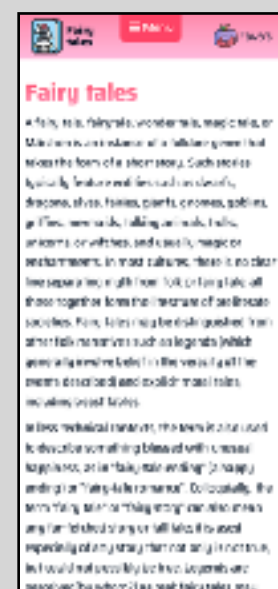 Fairy tales
Menu
Fairy tales
A fairy tale, fairytale, wonder tale, magic tale, or
Märchen is an instance of a folklore genre that
takes the form of a short story. Such stories
typically feature entities such as dwarfs,
dragons, elves, fairies, giants, gnomes, goblins,
griffins, mermaids, talking animals, trolls,
unicorns, or witches, and usually magic or
enchantments. In most cultures, there is no clear
line separating myth from folk or fairy tale; all
these together form the literature of preliterate
societies. Fairy tales may be distinguished from
other folk narratives such as legends (which
generally involve belief in the veracity of the
events described) and explicit moral tales,
including beast fables.
In less technical contexts, the term is also used
to describe something blessed with unusual
happiness, as in "fairy-tale ending" (a happy
ending) or "fairy-tale romance". Colloquially, the
term "fairy tale" or "fairy story" can also mean
any far-fetched story or tall tale; it is used
especially of any story that not only is not true,
but could not possibly be true. Legends are
perceived